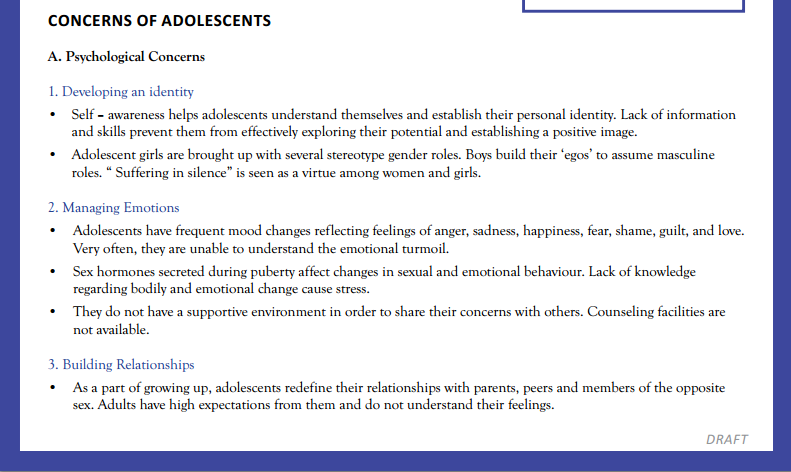 CONCERNS OF ADOLESCENTS
A. Psychological Concerns
1. Developing an identity
• Self – awareness helps adolescents understand themselves and establish their personal identity. Lack of information
and skills prevent them from effectively exploring their potential and establishing a positive image.
• Adolescent girls are brought up with several stereotype gender roles. Boys build their ‘egos’ to assume masculine
roles. “ Suffering in silence” is seen as a virtue among women and girls.
2. Managing Emotions
• Adolescents have frequent mood changes reflecting feelings of anger, sadness, happiness, fear, shame, guilt, and love.
Very often, they are unable to understand the emotional turmoil.
• Sex hormones secreted during puberty affect changes in sexual and emotional behaviour. Lack of knowledge
regarding bodily and emotional change cause stress.
• They do not have a supportive environment in order to share their concerns with others. Counseling facilities are
not available.
3. Building Relationships
• As a part of growing up, adolescents redefine their relationships with parents, peers and members of the opposite
sex. Adults have high expectations from them and do not understand their feelings.
DRAFT